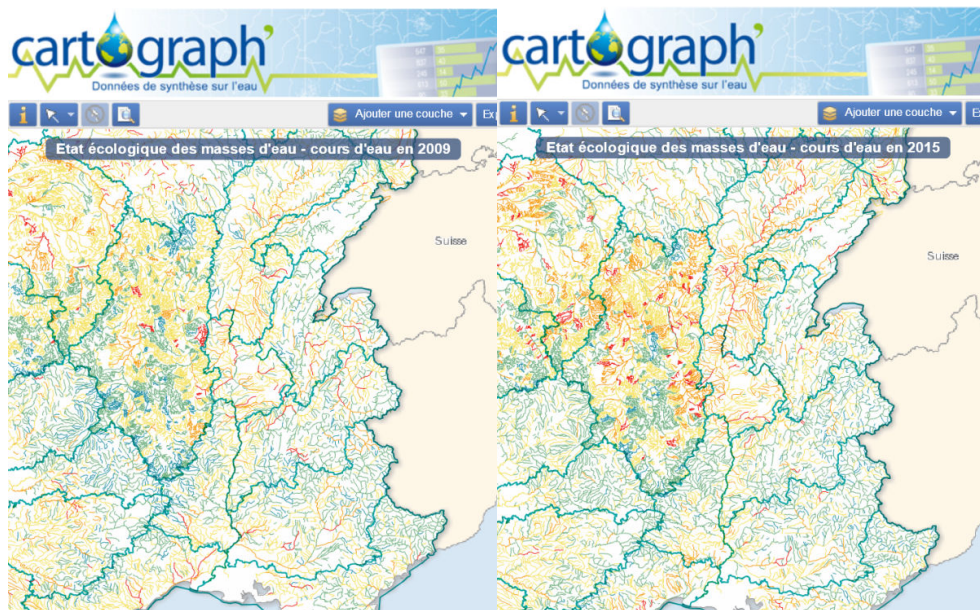 cartograph'
Données de synthèse sur l'eau
Ajouter une couche
Etat écologique des masses d'eau - cours d'eau en 2009
Suisse
cartograph'
Données de synthèse sur l'eau
Ajouter une couche
Etat écologique des masses d'eau - cours d'eau en 2015
Suisse